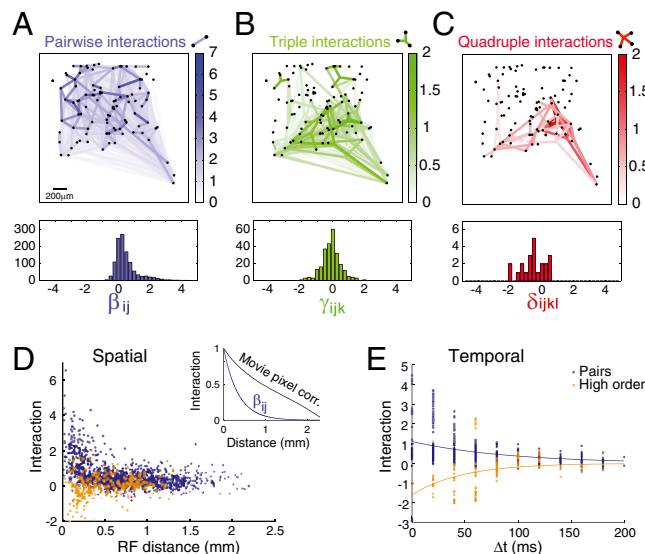 A
Pairwise interactions
7
6
5
4
3
2
1
0
200µm
300
200
100
0
-4 -2 0 2 4
βij
B
Triple interactions
2
1.5
1
0.5
0
60
40
20
0
-4 -2 0 2 4
γijk
C
Quadruple interactions
2
1.5
1
0.5
0
6
4
2
0
-4 -2 0 2 4
δijkl
D
Spatial
Interaction
6
4
2
0
-2
0 0.5 1 1.5 2 2.5
RF distance (mm)
Interaction
1
0.5
0
Movie pixel corr.
βij
0 1 2
Distance (mm)
E
Temporal
Pairs
High order
Interaction
5
4
3
2
1
0
-1
-2
-3
0 40 80 120 160 200
Δt (ms)